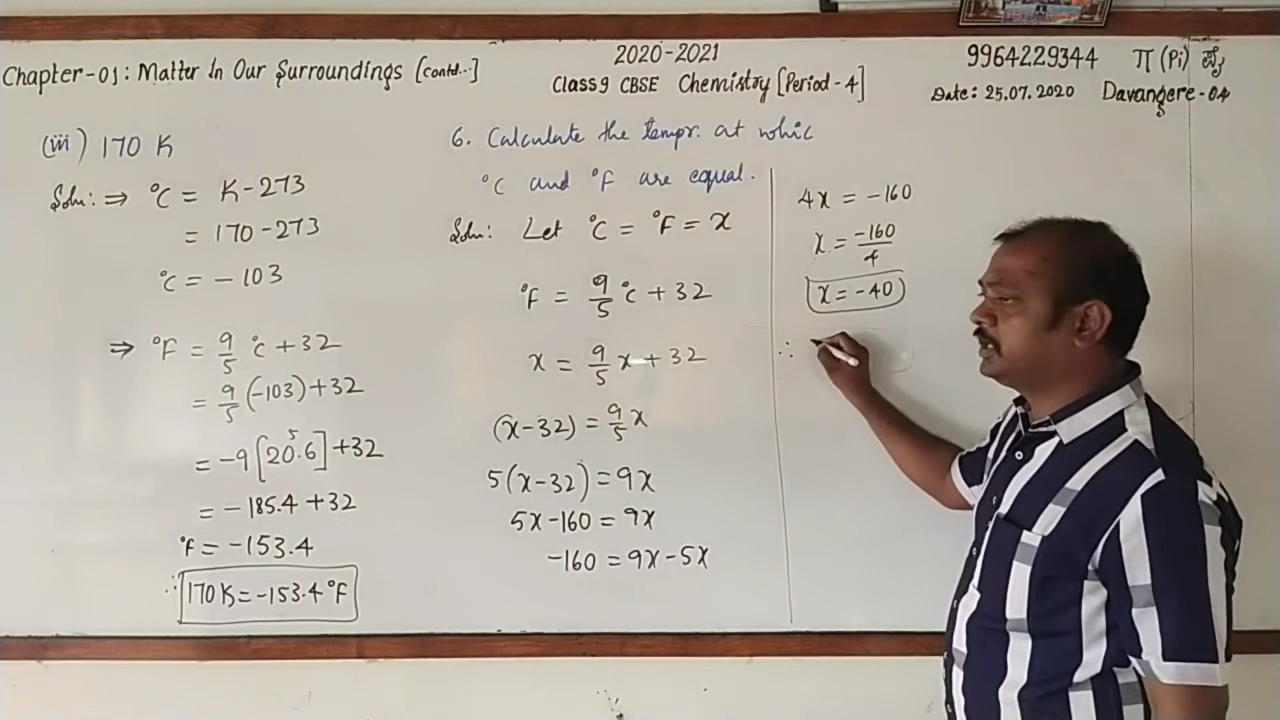 Chapter-01: Matter In Our Surroundings [contd...]
2020-2021
Class 9 CBSE Chemistry [Period-4]
9964229344 π (Pi)
Date: 25.07.2020 Davangere-04
(iii) 170 K
Soln: ⇒ °C = K-273
= 170-273
°C = -103
⇒ °F = 9/5 °C + 32
= 9/5 (-103) + 32
= -9[20.6] + 32
= -185.4 + 32
°F = -153.4
∴ 170 K = -153.4 °F
6. Calculate the tempr. at whic
°C and °F are equal.
Soln: Let °C = °F = x
°F = 9/5 °C + 32
x = 9/5 x + 32
(x-32) = 9/5 x
5(x-32) = 9x
5x-160 = 9x
-160 = 9x-5x
4x = -160
x = -160/4
x = -40
∴